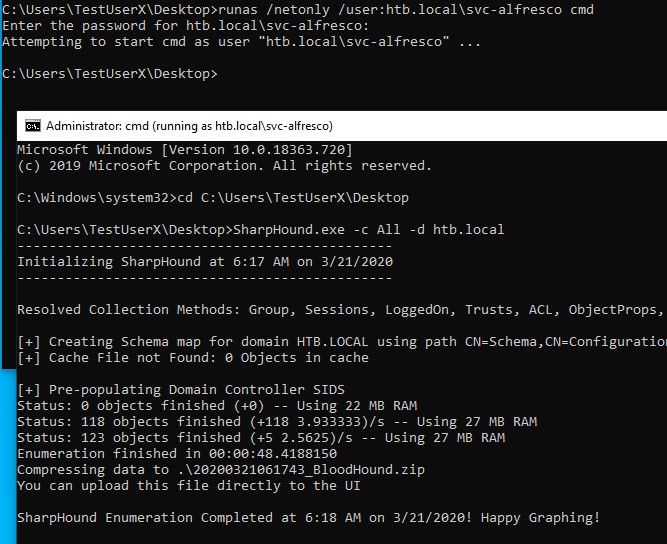 C:\Users\TestUserX\Desktop>runas /netonly /user:htb.local\svc-alfresco cmd
Enter the password for htb.local\svc-alfresco:
Attempting to start cmd as user "htb.local\svc-alfresco" ...
C:\Users\TestUserX\Desktop>
Administrator: cmd (running as htb.local\svc-alfresco)
Microsoft Windows [Version 10.0.18363.720]
(c) 2019 Microsoft Corporation. All rights reserved.
C:\Windows\system32>cd C:\Users\TestUserX\Desktop
C:\Users\TestUserX\Desktop>SharpHound.exe -c All -d htb.local
-----------------------------------------------
Initializing SharpHound at 6:17 AM on 3/21/2020
-----------------------------------------------
Resolved Collection Methods: Group, Sessions, LoggedOn, Trusts, ACL, ObjectProps,
[+] Creating Schema map for domain HTB.LOCAL using path CN=Schema,CN=Configuratio
[+] Cache File not Found: 0 Objects in cache
[+] Pre-populating Domain Controller SIDS
Status: 0 objects finished (+0) -- Using 22 MB RAM
Status: 118 objects finished (+118 3.933333)/s -- Using 27 MB RAM
Status: 123 objects finished (+5 2.5625)/s -- Using 27 MB RAM
Enumeration finished in 00:00:48.4188150
Compressing data to .\20200321061743_BloodHound.zip
You can upload this file directly to the UI
SharpHound Enumeration Completed at 6:18 AM on 3/21/2020! Happy Graphing!